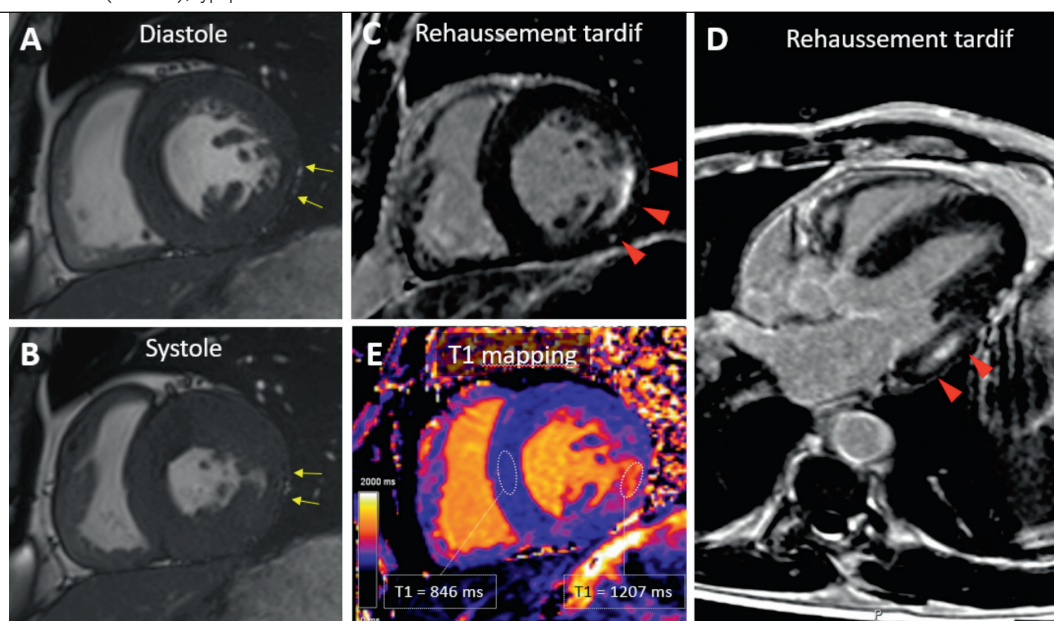 A
Diastole
B
Systole
C
Rehaussement tardif
D
Rehaussement tardif
E
T1 mapping
2000 ms
T1 = 846 ms
T1 = 1207 ms
P